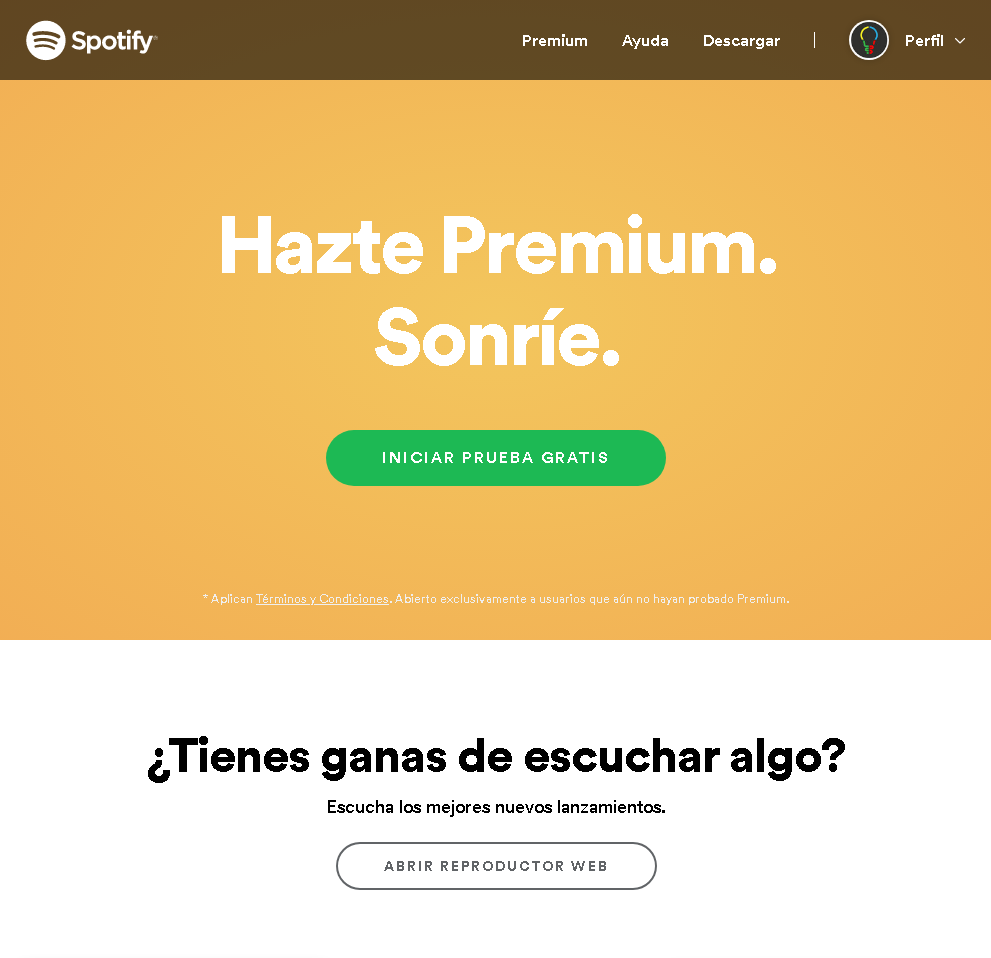 Spotify®
Premium
Ayuda
Descargar
Perfil
Hazte Premium.
Sonríe.
INICIAR PRUEBA GRATIS
* Aplican Términos y Condiciones. Abierto exclusivamente a usuarios que aún no hayan probado Premium.
¿Tienes ganas de escuchar algo?
Escucha los mejores nuevos lanzamientos.
ABRIR REPRODUCTOR WEB